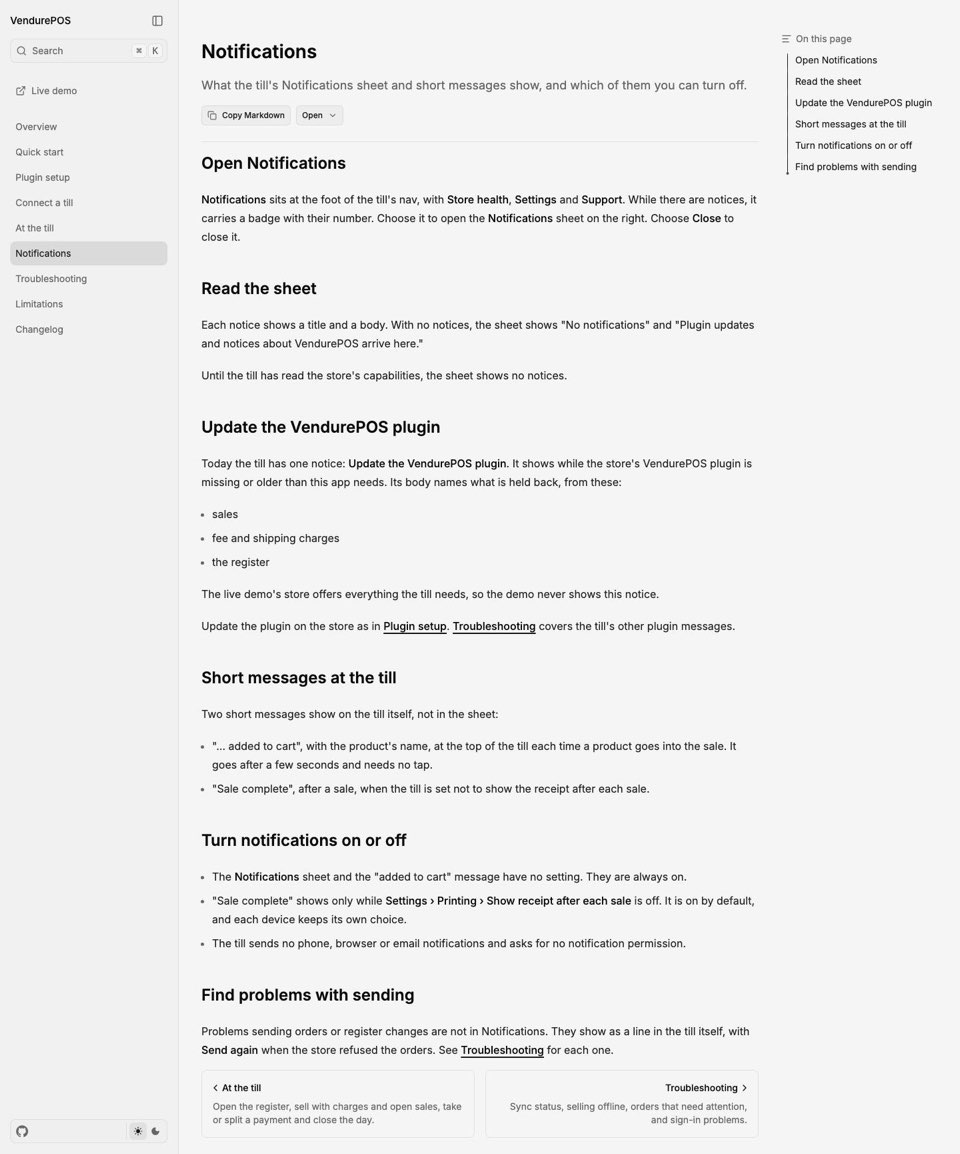 VendurePOS
Search ⌘ K
Live demo
Overview
Quick start
Plugin setup
Connect a till
At the till
Notifications
Troubleshooting
Limitations
Changelog
Notifications
What the till's Notifications sheet and short messages show, and which of them you can turn off.
Copy Markdown
Open
Open Notifications
Notifications sits at the foot of the till's nav, with Store health, Settings and Support. While there are notices, it
carries a badge with their number. Choose it to open the Notifications sheet on the right. Choose Close to
close it.
Read the sheet
Each notice shows a title and a body. With no notices, the sheet shows "No notifications" and "Plugin updates
and notices about VendurePOS arrive here."
Until the till has read the store's capabilities, the sheet shows no notices.
Update the VendurePOS plugin
Today the till has one notice: Update the VendurePOS plugin. It shows while the store's VendurePOS plugin is
missing or older than this app needs. Its body names what is held back, from these:
sales
fee and shipping charges
the register
The live demo's store offers everything the till needs, so the demo never shows this notice.
Update the plugin on the store as in Plugin setup. Troubleshooting covers the till's other plugin messages.
Short messages at the till
Two short messages show on the till itself, not in the sheet:
"... added to cart", with the product's name, at the top of the till each time a product goes into the sale. It
goes after a few seconds and needs no tap.
"Sale complete", after a sale, when the till is set not to show the receipt after each sale.
Turn notifications on or off
The Notifications sheet and the "added to cart" message have no setting. They are always on.
"Sale complete" shows only while Settings › Printing › Show receipt after each sale is off. It is on by default,
and each device keeps its own choice.
The till sends no phone, browser or email notifications and asks for no notification permission.
Find problems with sending
Problems sending orders or register changes are not in Notifications. They show as a line in the till itself, with
Send again when the store refused the orders. See Troubleshooting for each one.
At the till
Open the register, sell with charges and open sales, take
or split a payment and close the day.
Troubleshooting
Sync status, selling offline, orders that need attention,
and sign-in problems.
On this page
Open Notifications
Read the sheet
Update the VendurePOS plugin
Short messages at the till
Turn notifications on or off
Find problems with sending